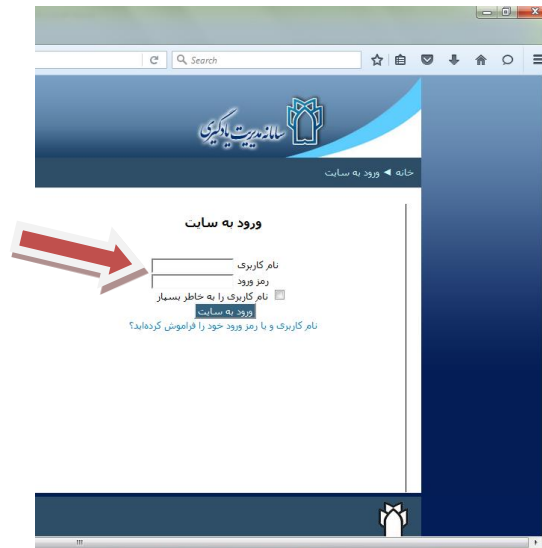 Search
سامانه مدیریت یادگیری
خانه ◄ ورود به سایت
ورود به سایت
نام کاربری
رمز ورود
نام کاربری را به خاطر بسپار
ورود به سایت
نام کاربری و یا رمز ورود خود را فراموش کرده‌اید؟